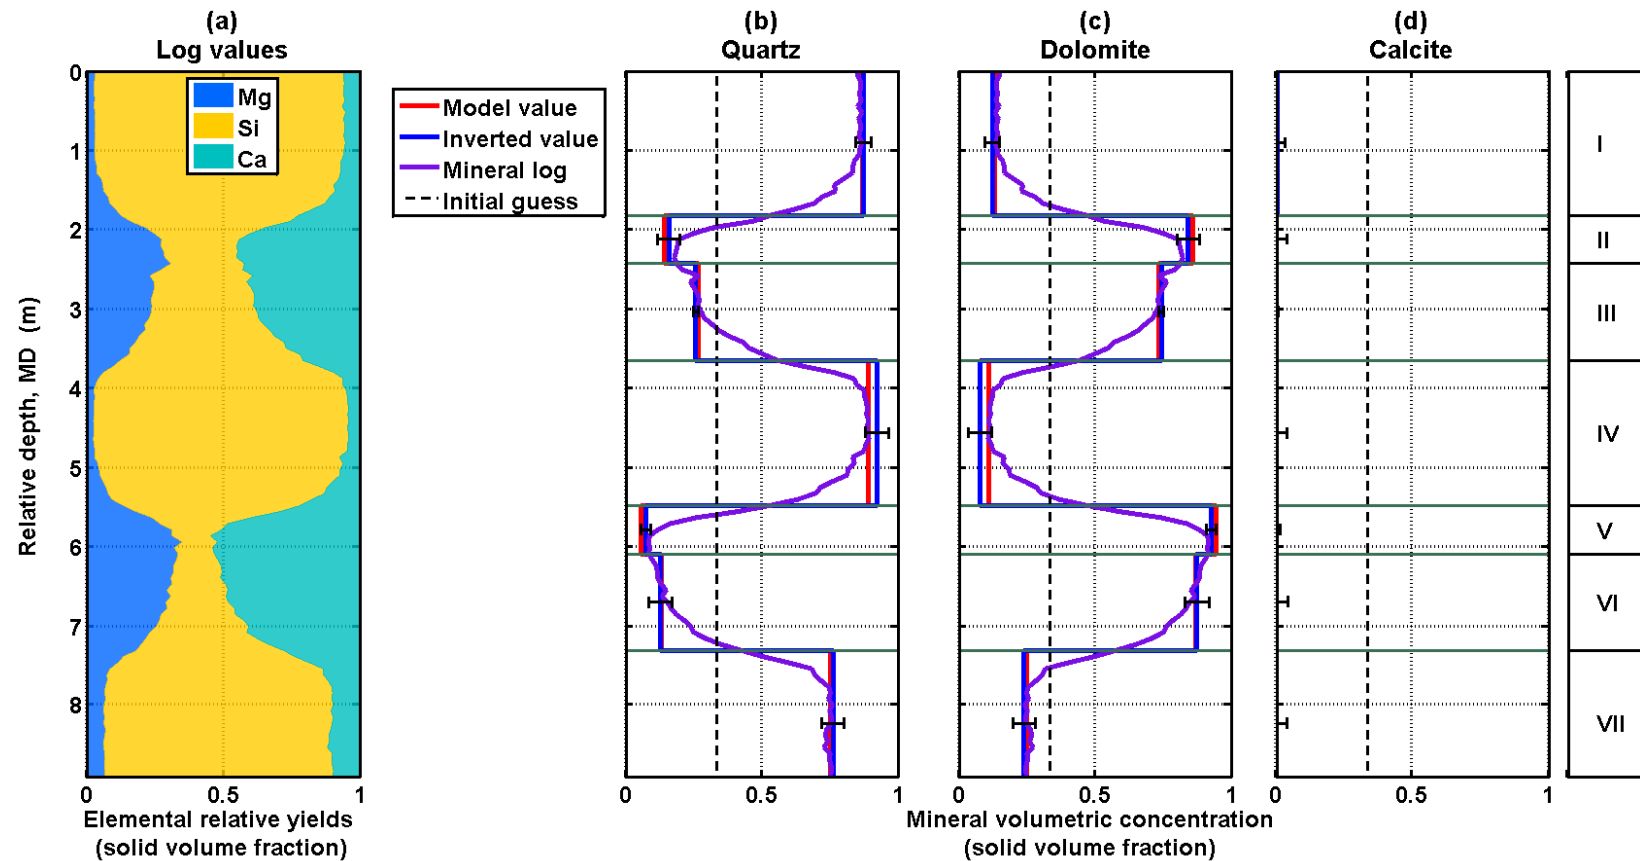 (a)
Log values
(b)
Quartz
(c)
Dolomite
(d)
Calcite
Mg
Si
Ca
Model value
Inverted value
Mineral log
Initial guess
Relative depth, MD (m)
0
1
2
3
4
5
6
7
8
I
II
III
IV
V
VI
VII
0 0.5 1
0 0.5 1
0 0.5 1
0 0.5 1
Elemental relative yields
(solid volume fraction)
Mineral volumetric concentration
(solid volume fraction)